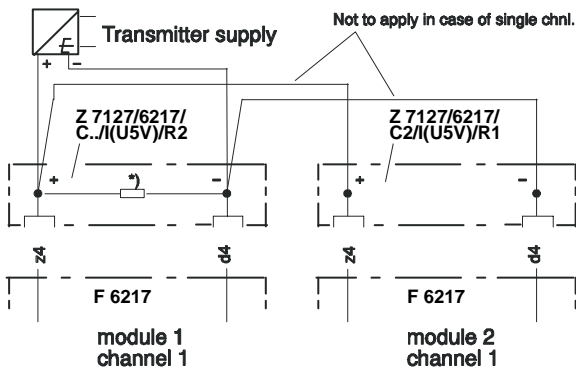 Not to apply in case of single chnl.
Transmitter supply
E
+ –
Z 7127/6217/
C../I(U5V)/R2
Z 7127/6217/
C2/I(U5V)/R1
+ *) –
+ –
z4 d4 z4 d4
F 6217 F 6217
module 1
channel 1
module 2
channel 1